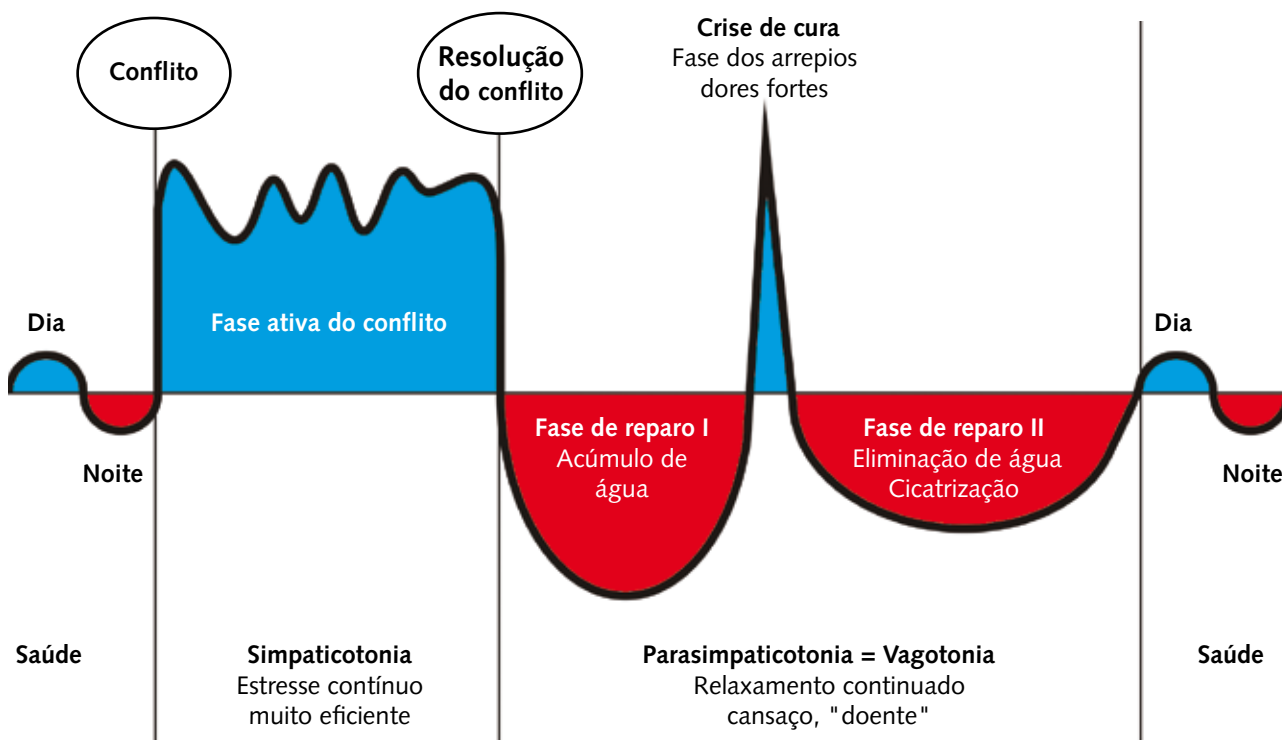 Conflito
Resolução
do conflito
Crise de cura
Fase dos arrepios
dores fortes
Dia
Fase ativa do conflito
Dia
Noite
Fase de reparo I
Acúmulo de
água
Fase de reparo II
Eliminação de água
Cicatrização
Noite
Saúde
Simpaticotonia
Estresse contínuo
muito eficiente
Parasimpaticotonia = Vagotonia
Relaxamento continuado
cansaço, "doente"
Saúde